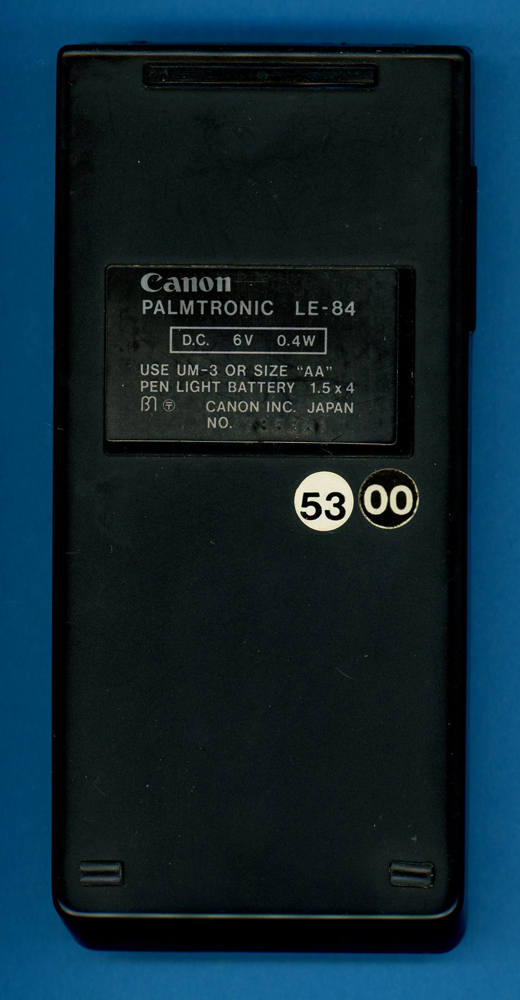 Canon
PALMTRONIC LE-84
D.C. 6V 0.4W
USE UM-3 OR SIZE "AA"
PEN LIGHT BATTERY 1.5 x 4
〒 CANON INC. JAPAN
NO.
53 00